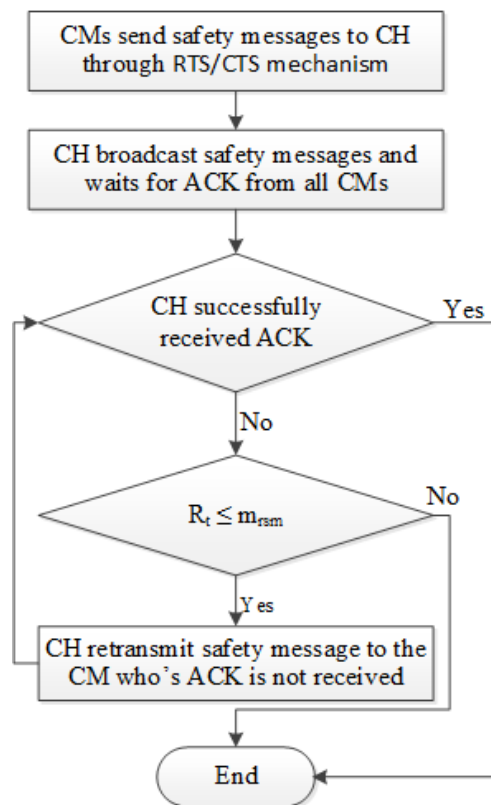 CMs send safety messages to CH
through RTS/CTS mechanism
CH broadcast safety messages and
waits for ACK from all CMs
CH successfully
received ACK
Yes
No
R_t ≤ m_rsm
No
Yes
CH retransmit safety message to the
CM who's ACK is not received
End